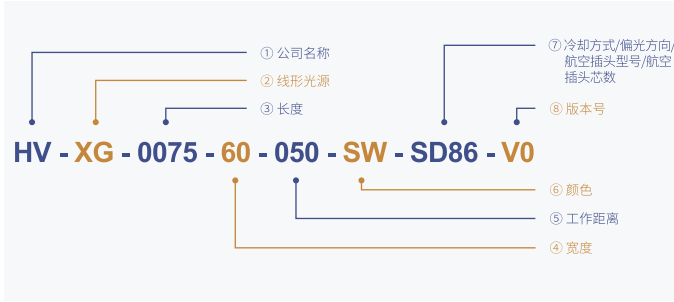 ① 公司名称
② 线形光源
③ 长度
⑦ 冷却方式/偏光方向/
航空插头型号/航空
插头芯数
⑧ 版本号
HV - XG - 0075 - 60 - 050 - SW - SD86 - V0
⑥ 颜色
⑤ 工作距离
④ 宽度